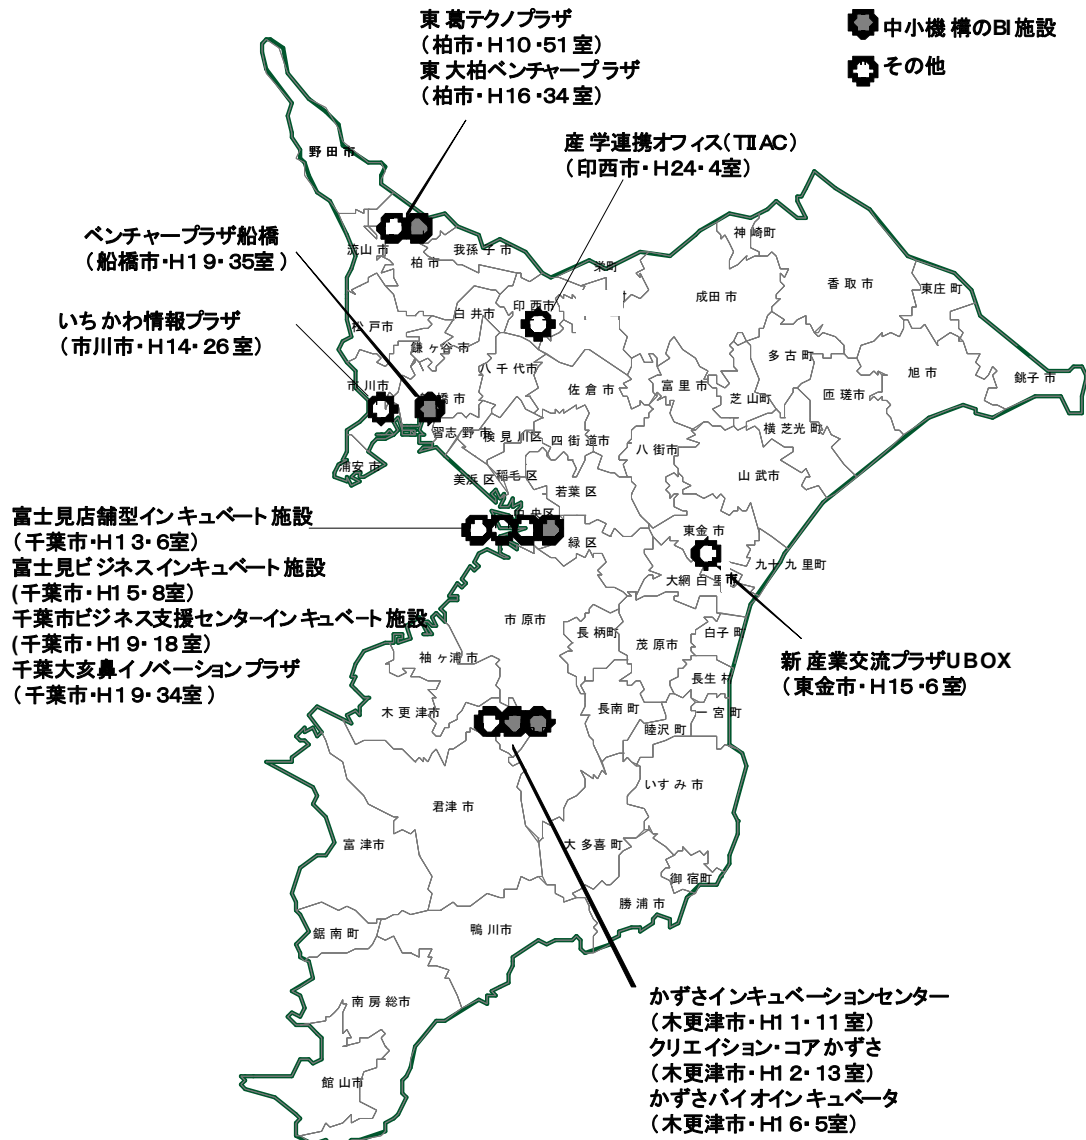 東葛テクノプラザ
(柏市・H10・51室)
東大柏ベンチャープラザ
(柏市・H16・34室)
中小機構のBI施設
その他
産学連携オフィス(TIIAC)
(印西市・H24・4室)
ベンチャープラザ船橋
(船橋市・H19・35室)
いちかわ情報プラザ
(市川市・H14・26室)
野田市
流山市
柏市
我孫子市
栄町
神崎町
成田市
香取市
東庄町
印西市
白井市
松戸市
鎌ヶ谷市
八千代市
佐倉市
富里市
多古町
芝山町
匝瑳市
旭市
銚子市
市川市
橋市
習志野市
検見川区
四街道市
八街市
横芝光町
山武市
浦安市
美浜区
稲毛区
若葉区
中央区
緑区
東金市
九十九里町
大網白里市
富士見店舗型インキュベート施設
(千葉市・H13・6室)
富士見ビジネスインキュベート施設
(千葉市・H15・8室)
千葉市ビジネス支援センターインキュベート施設
(千葉市・H19・18室)
千葉大亥鼻イノベーションプラザ
(千葉市・H19・34室)
市原市
長柄町
茂原市
白子町
長生村
袖ヶ浦市
木更津市
長南町
一宮町
睦沢町
新産業交流プラザUBOX
(東金市・H15・6室)
いすみ市
君津市
富津市
大多喜町
御宿町
勝浦市
鋸南町
鴨川市
南房総市
館山市
かずさインキュベーションセンター
(木更津市・H11・11室)
クリエイション・コアかずさ
(木更津市・H12・13室)
かずさバイオインキュベータ
(木更津市・H16・5室)